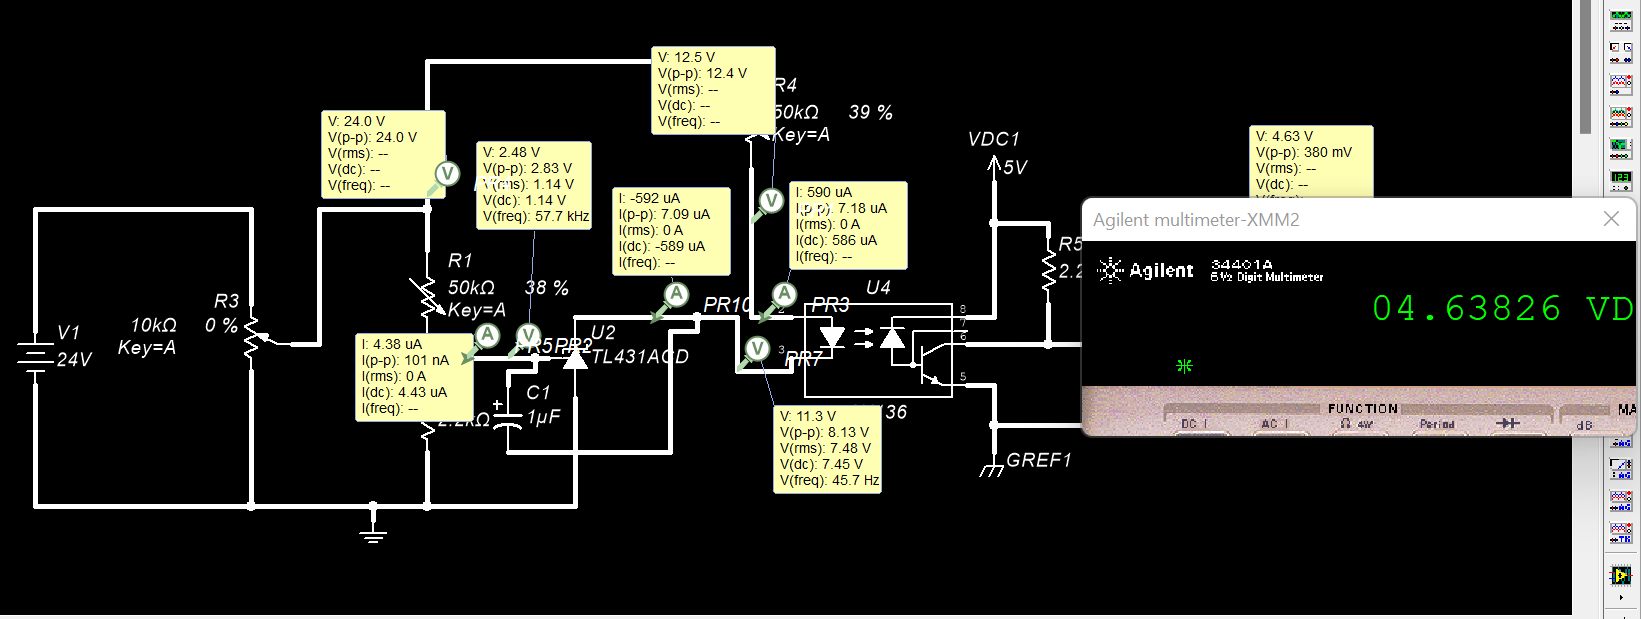 V: 12.5 V
V(p-p): 12.4 V
V(rms): --
V(dc): --
V(freq): --
R4
50kΩ 39 %
Key=A
V: 24.0 V
V(p-p): 24.0 V
V(rms): --
V(dc): --
V(freq): --
V
V: 2.48 V
V(p-p): 2.83 V
V(rms): 1.14 V
V(dc): 1.14 V
V(freq): 57.7 kHz
I: -592 uA
I(p-p): 7.09 uA
I(rms): 0 A
I(dc): -589 uA
I(freq): --
V
I: 590 uA
I(p-p): 7.18 uA
I(rms): 0 A
I(dc): 586 uA
I(freq): --
VDC1
5V
V: 4.63 V
V(p-p): 380 mV
V(rms): --
V(dc): --
Agilent multimeter-XMM2
Agilent 34401A
6½ Digit Multimeter
04.63826 VD
FUNCTION MA
DC I AC I Ω 4W Period dB
R5
2.2
R1
50kΩ 38 %
Key=A
R3
10kΩ 0 %
Key=A
V1
24V
A
PR10
A
PR3
U4
2
3
8
7
6
5
A
V
R5
PR2
U2
TL431ACD
V
PR7
I: 4.38 uA
I(p-p): 101 nA
I(rms): 0 A
I(dc): 4.43 uA
I(freq): --
2.2kΩ
C1
1µF
+
36
V: 11.3 V
V(p-p): 8.13 V
V(rms): 7.48 V
V(dc): 7.45 V
V(freq): 45.7 Hz
GREF1